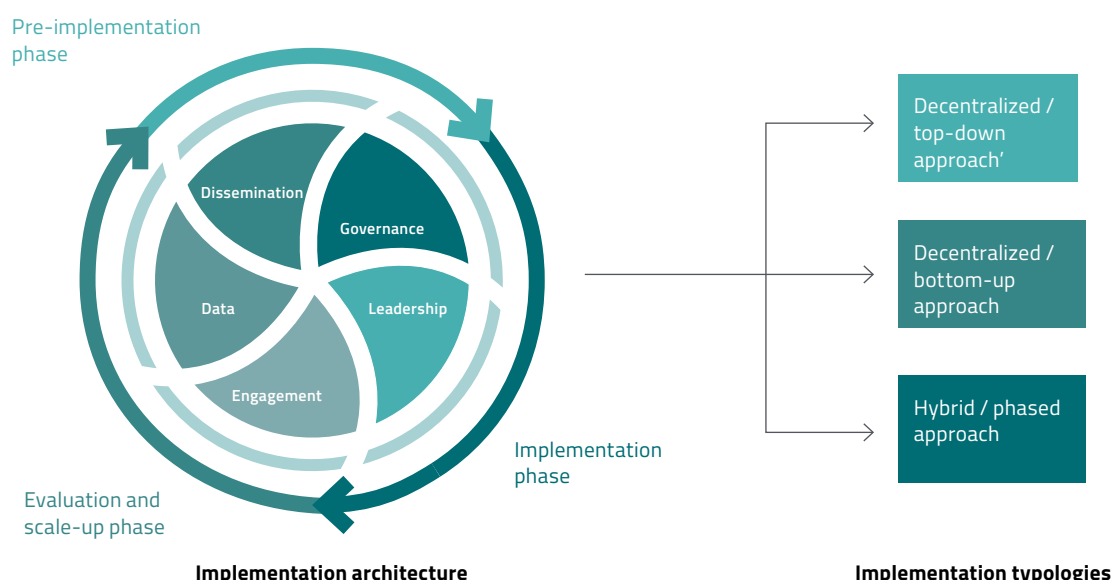 Pre-implementation
phase
Dissemination
Governance
Data
Leadership
Engagement
Implementation
phase
Evaluation and
scale-up phase
Implementation architecture
Decentralized /
top-down
approach’
Decentralized /
bottom-up
approach
Hybrid / phased
approach
Implementation typologies